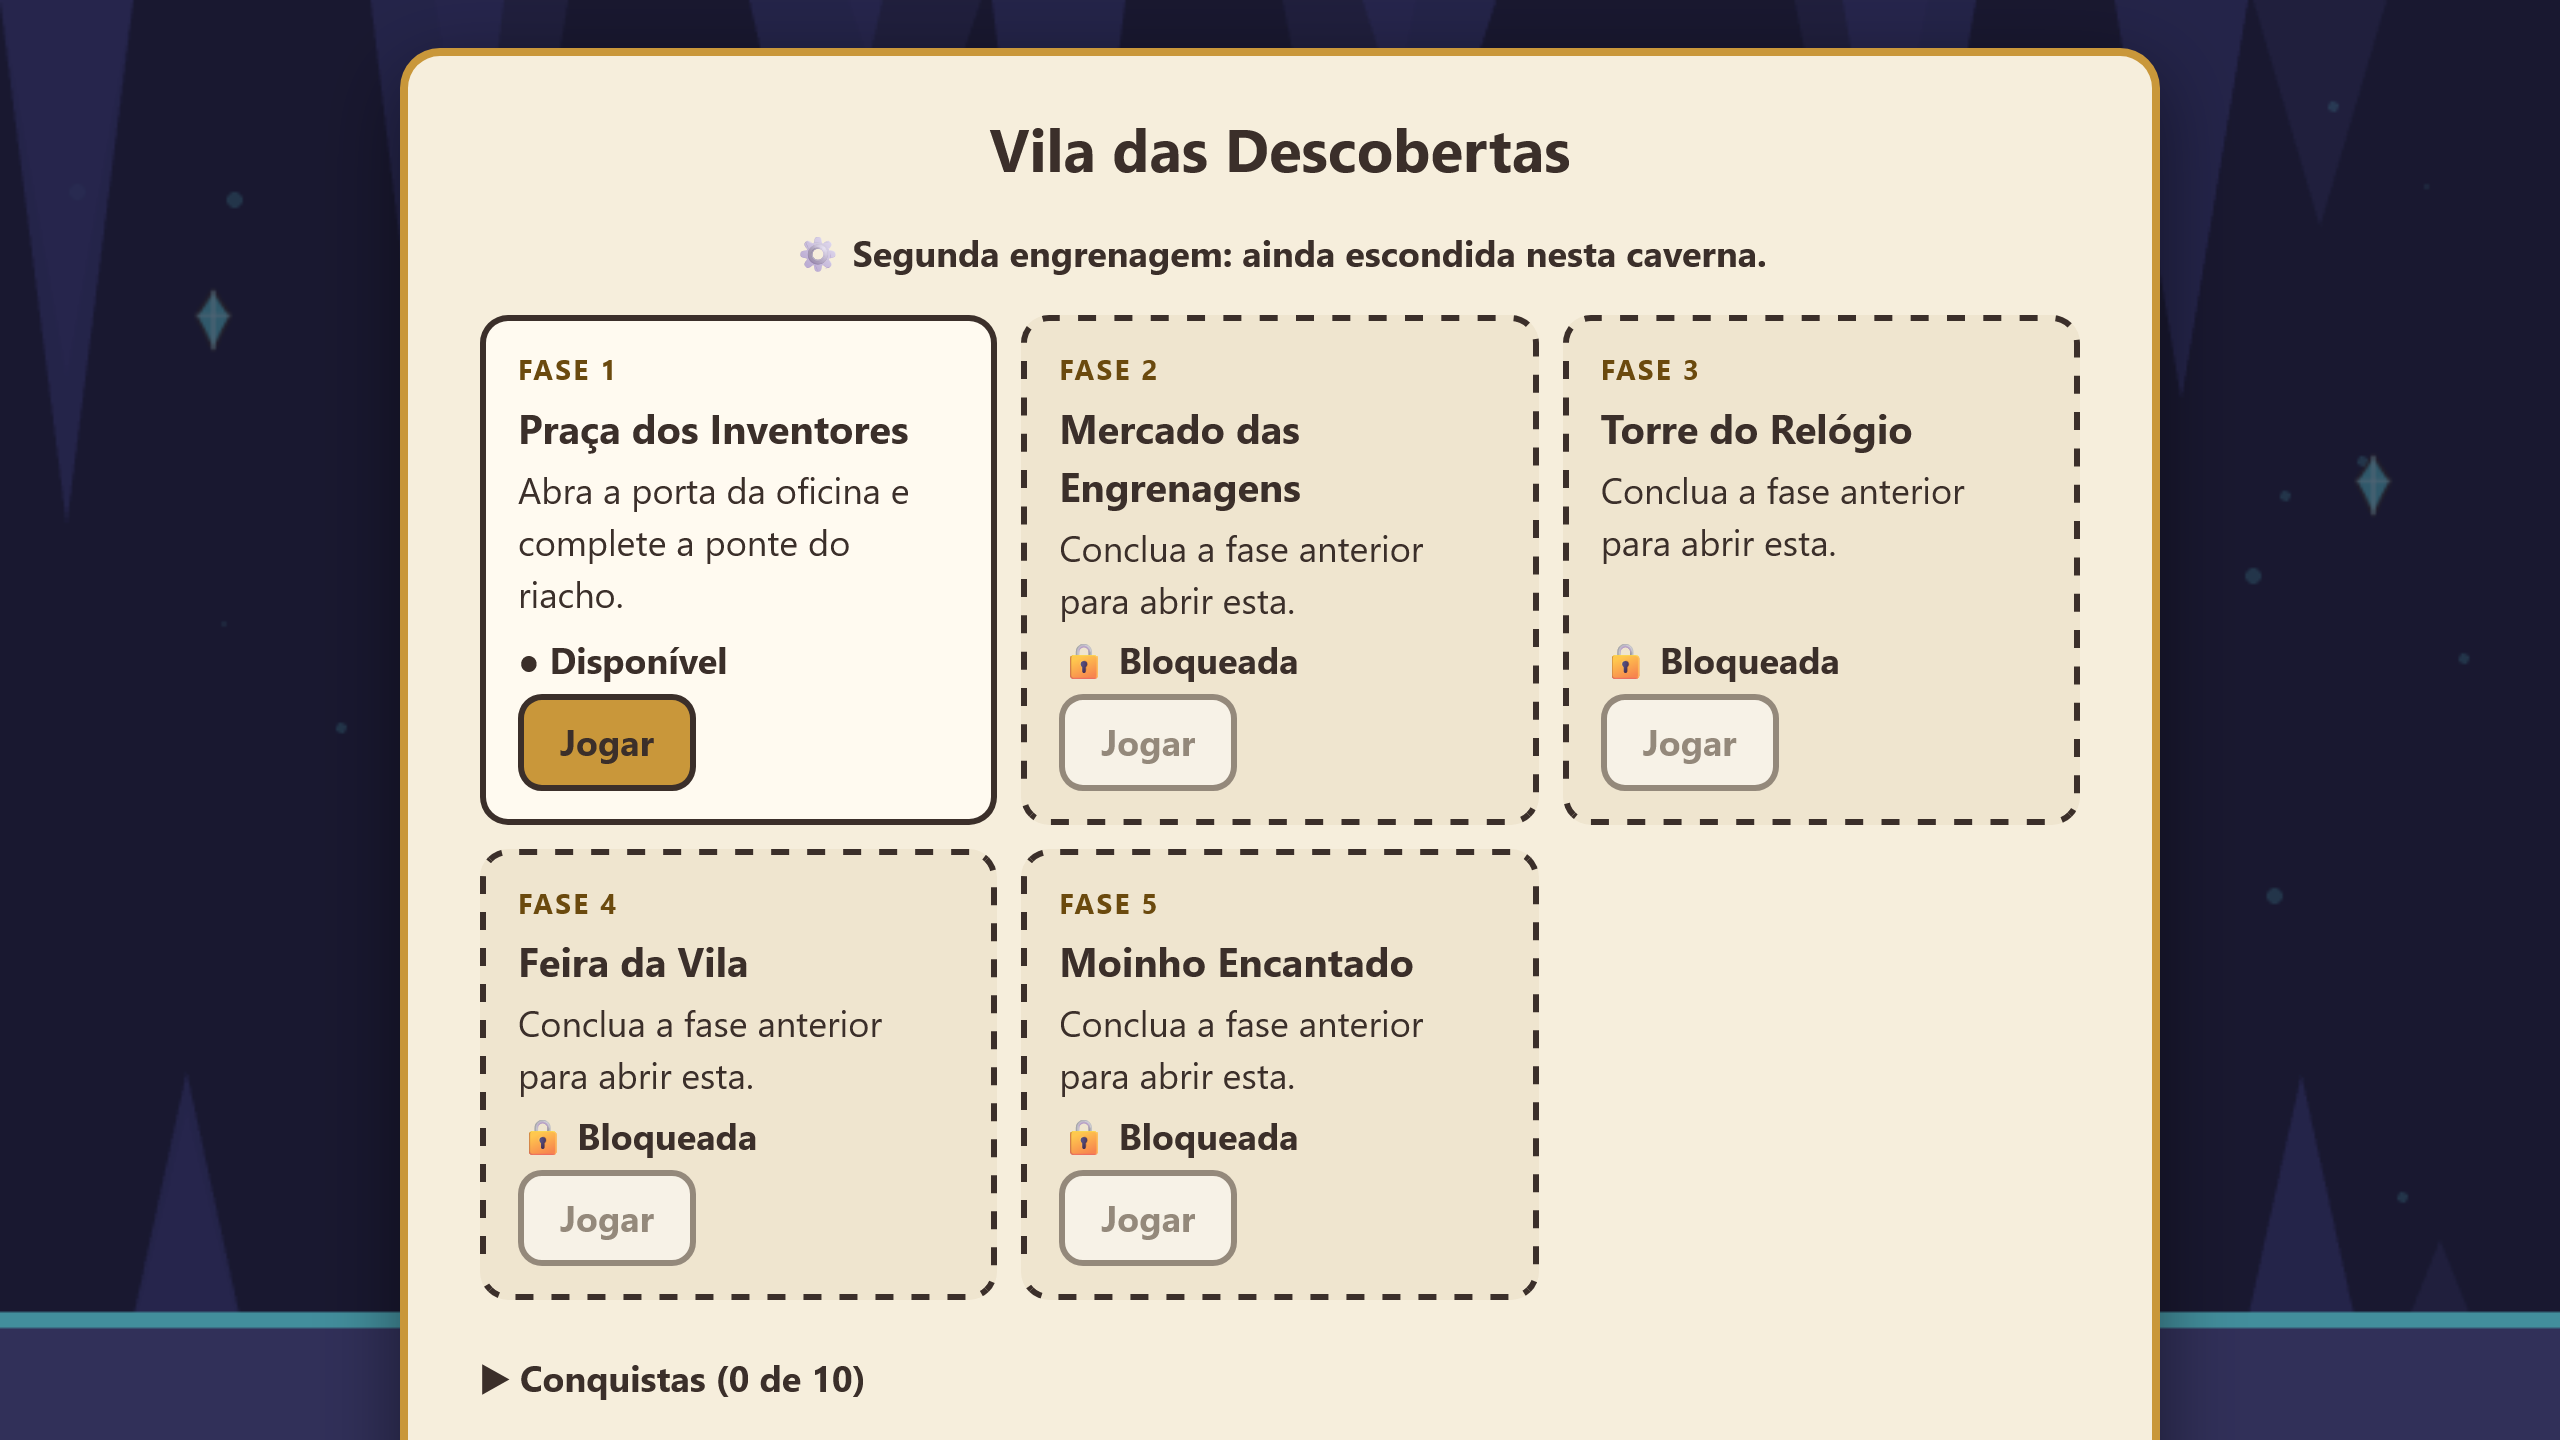 Vila das Descobertas
Segunda engrenagem: ainda escondida nesta caverna.
FASE 1
Praça dos Inventores
Abra a porta da oficina e
complete a ponte do
riacho.
● Disponível
Jogar
FASE 2
Mercado das
Engrenagens
Conclua a fase anterior
para abrir esta.
Bloqueada
Jogar
FASE 3
Torre do Relógio
Conclua a fase anterior
para abrir esta.
Bloqueada
Jogar
FASE 4
Feira da Vila
Conclua a fase anterior
para abrir esta.
Bloqueada
Jogar
FASE 5
Moinho Encantado
Conclua a fase anterior
para abrir esta.
Bloqueada
Jogar
▶ Conquistas (0 de 10)